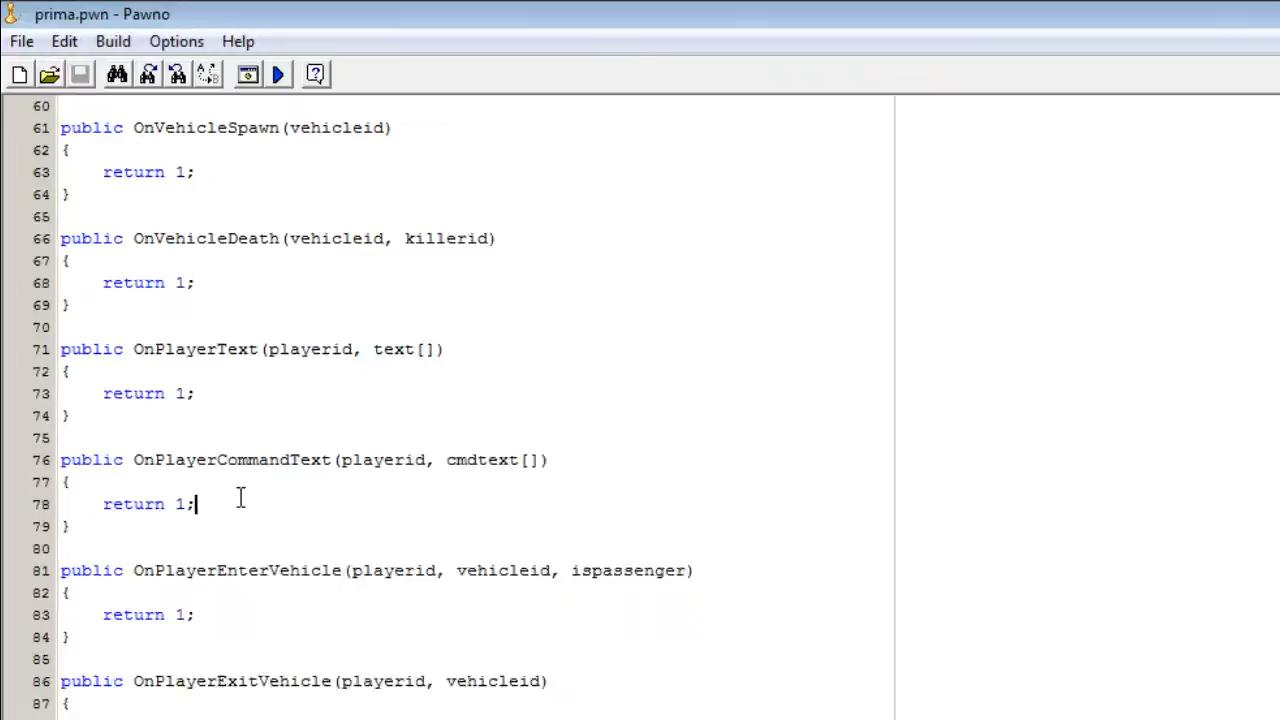 prima.pwn - Pawno
File Edit Build Options Help
60
61 public OnVehicleSpawn(vehicleid)
62 {
63 return 1;
64 }
65
66 public OnVehicleDeath(vehicleid, killerid)
67 {
68 return 1;
69 }
70
71 public OnPlayerText(playerid, text[])
72 {
73 return 1;
74 }
75
76 public OnPlayerCommandText(playerid, cmdtext[])
77 {
78 return 1;
79 }
80
81 public OnPlayerEnterVehicle(playerid, vehicleid, ispassenger)
82 {
83 return 1;
84 }
85
86 public OnPlayerExitVehicle(playerid, vehicleid)
87 {